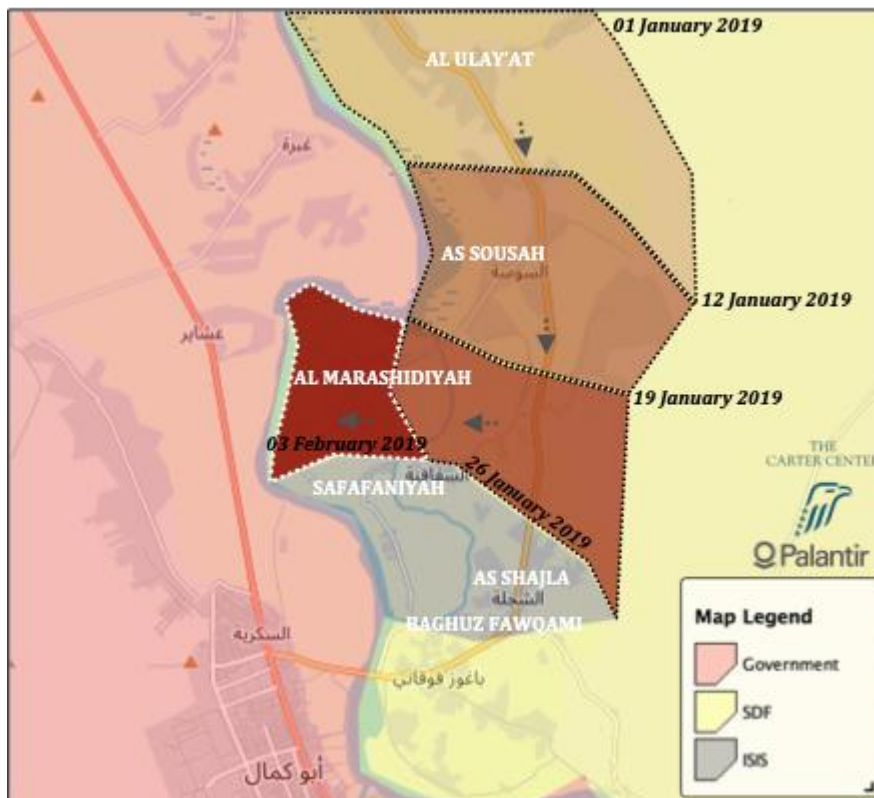 01 January 2019
AL ULAY'AT
غبرة
AS SOUSAH
السوسة
12 January 2019
عشاير
AL MARASHIDIYAH
19 January 2019
03 February 2019
THE
CARTER CENTER
26 January 2019
السفافنة
SAFAFANIYAH
Palantir
AS SHAJLA
الشجلة
BAGHUZ FAWQAMI
Map Legend
السكرية
Government
باغوز فوقاني
SDF
أبو كمال
ISIS